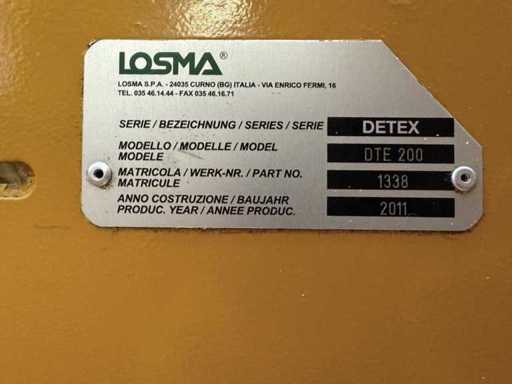 LOSMA®
LOSMA S.P.A. - 24035 CURNO (BG) ITALIA - VIA ENRICO FERMI, 16
TEL. 035 46.14.44 - FAX 035 46.16.71
SERIE / BEZEICHNUNG / SERIES / SERIE DETEX
MODELLO / MODELLE / MODEL
MODELE DTE 200
MATRICOLA / WERK-NR. / PART NO.
MATRICULE 1338
ANNO COSTRUZIONE / BAUJAHR
PRODUC. YEAR / ANNEE PRODUC. 2011